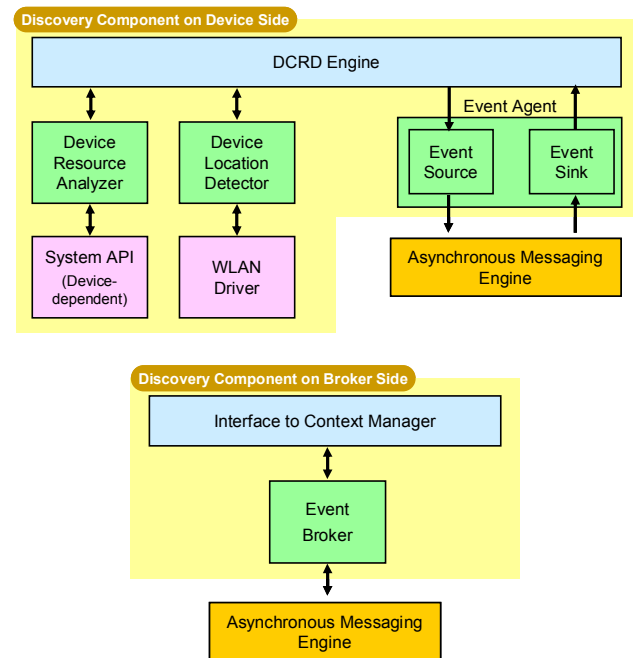 Discovery Component on Device Side
DCRD Engine
Event Agent
Device
Resource
Analyzer
Device
Location
Detector
Event
Source
Event
Sink
System API
(Device-
dependent)
WLAN
Driver
Asynchronous Messaging
Engine
Discovery Component on Broker Side
Interface to Context Manager
Event
Broker
Asynchronous Messaging
Engine